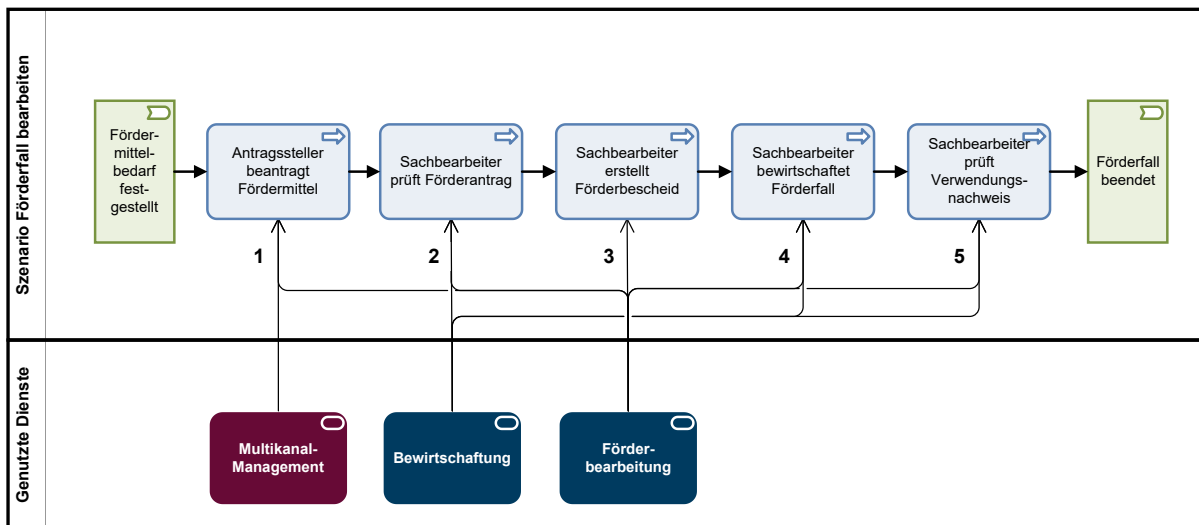 Szenario Förderfall bearbeiten
Förder-
mittel-
bedarf
fest-
gestellt
Antragssteller
beantragt
Fördermittel
Sachbearbeiter
prüft Förderantrag
Sachbearbeiter
erstellt
Förderbescheid
Sachbearbeiter
bewirtschaftet
Förderfall
Sachbearbeiter
prüft
Verwendungs-
nachweis
Förderfall
beendet
1
2
3
4
5
Genutzte Dienste
Multikanal-
Management
Bewirtschaftung
Förder-
bearbeitung